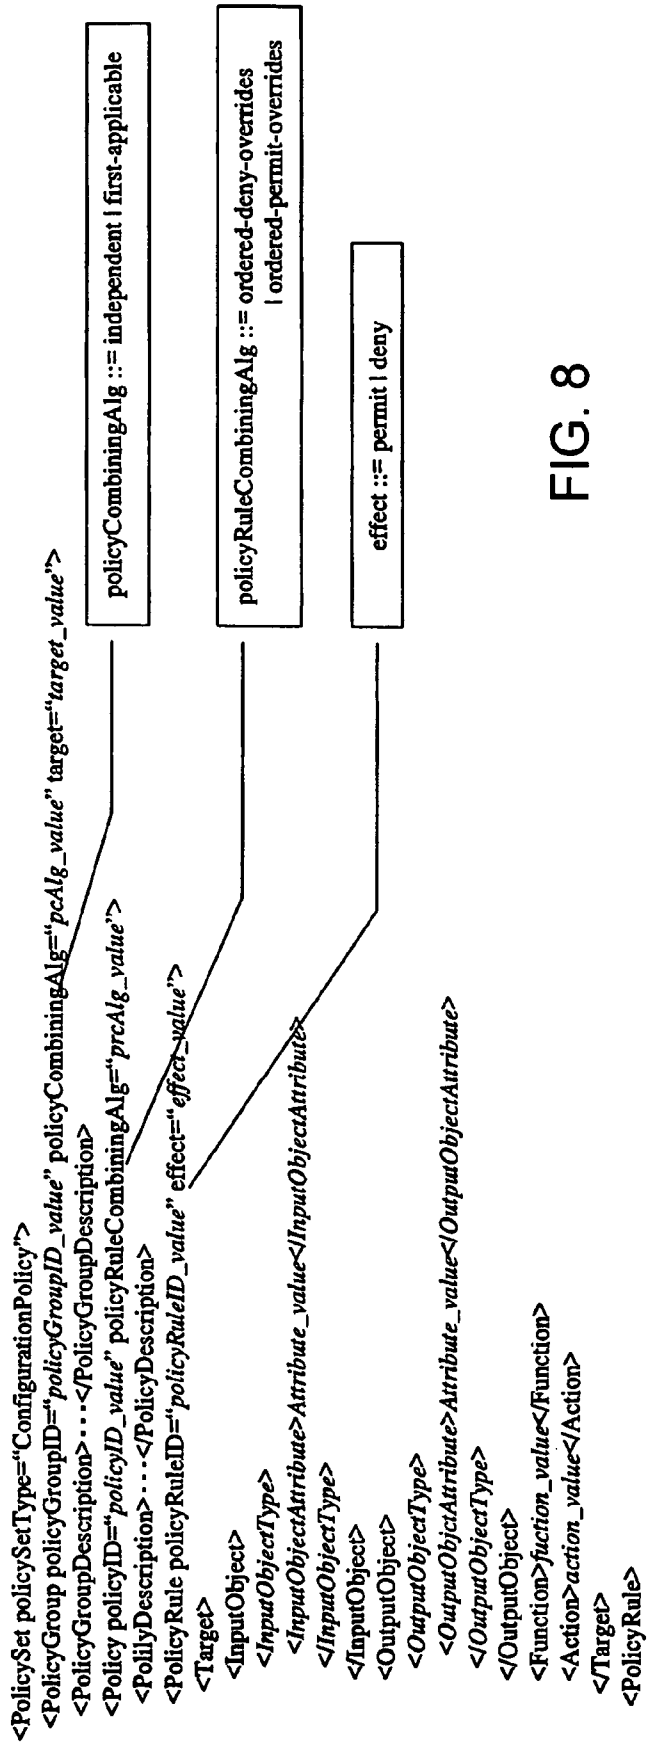 <PolicySet policySetType="ConfigurationPolicy">
<PolicyGroup policyGroupID="policyGroupID_value" policyCombiningAlg="pcAlg_value" target="target_value">
<PolicyGroupDescription>･･･</PolicyGroupDescription>
<Policy policyID="policyID_value" policyRuleCombiningAlg="prcAlg_value">
<PolilyDescription>･･･</PolicyDescription>
<PolicyRule policyRuleID="policyRuleID_value" effect="effect_value">
<Target>
<InputObject>
<InputObjectType>
<InputObjectAttribute>Attribute_value</InputObjectAttribute>
</InputObjectType>
</InputObject>
<OutputObject>
<OutputObjectType>
<OutputObjctAttribute>Attribute_value</OutputObjectAttribute>
</OutputObjectType>
</OutputObject>
<Function>fuction_value</Function>
<Action>action_value</Action>
</Target>
<PolicyRule>
policyCombiningAlg ::= independent | first-applicable
policyRuleCombiningAlg ::= ordered-deny-overrides
| ordered-permit-overrides
effect ::= permit | deny
FIG. 8